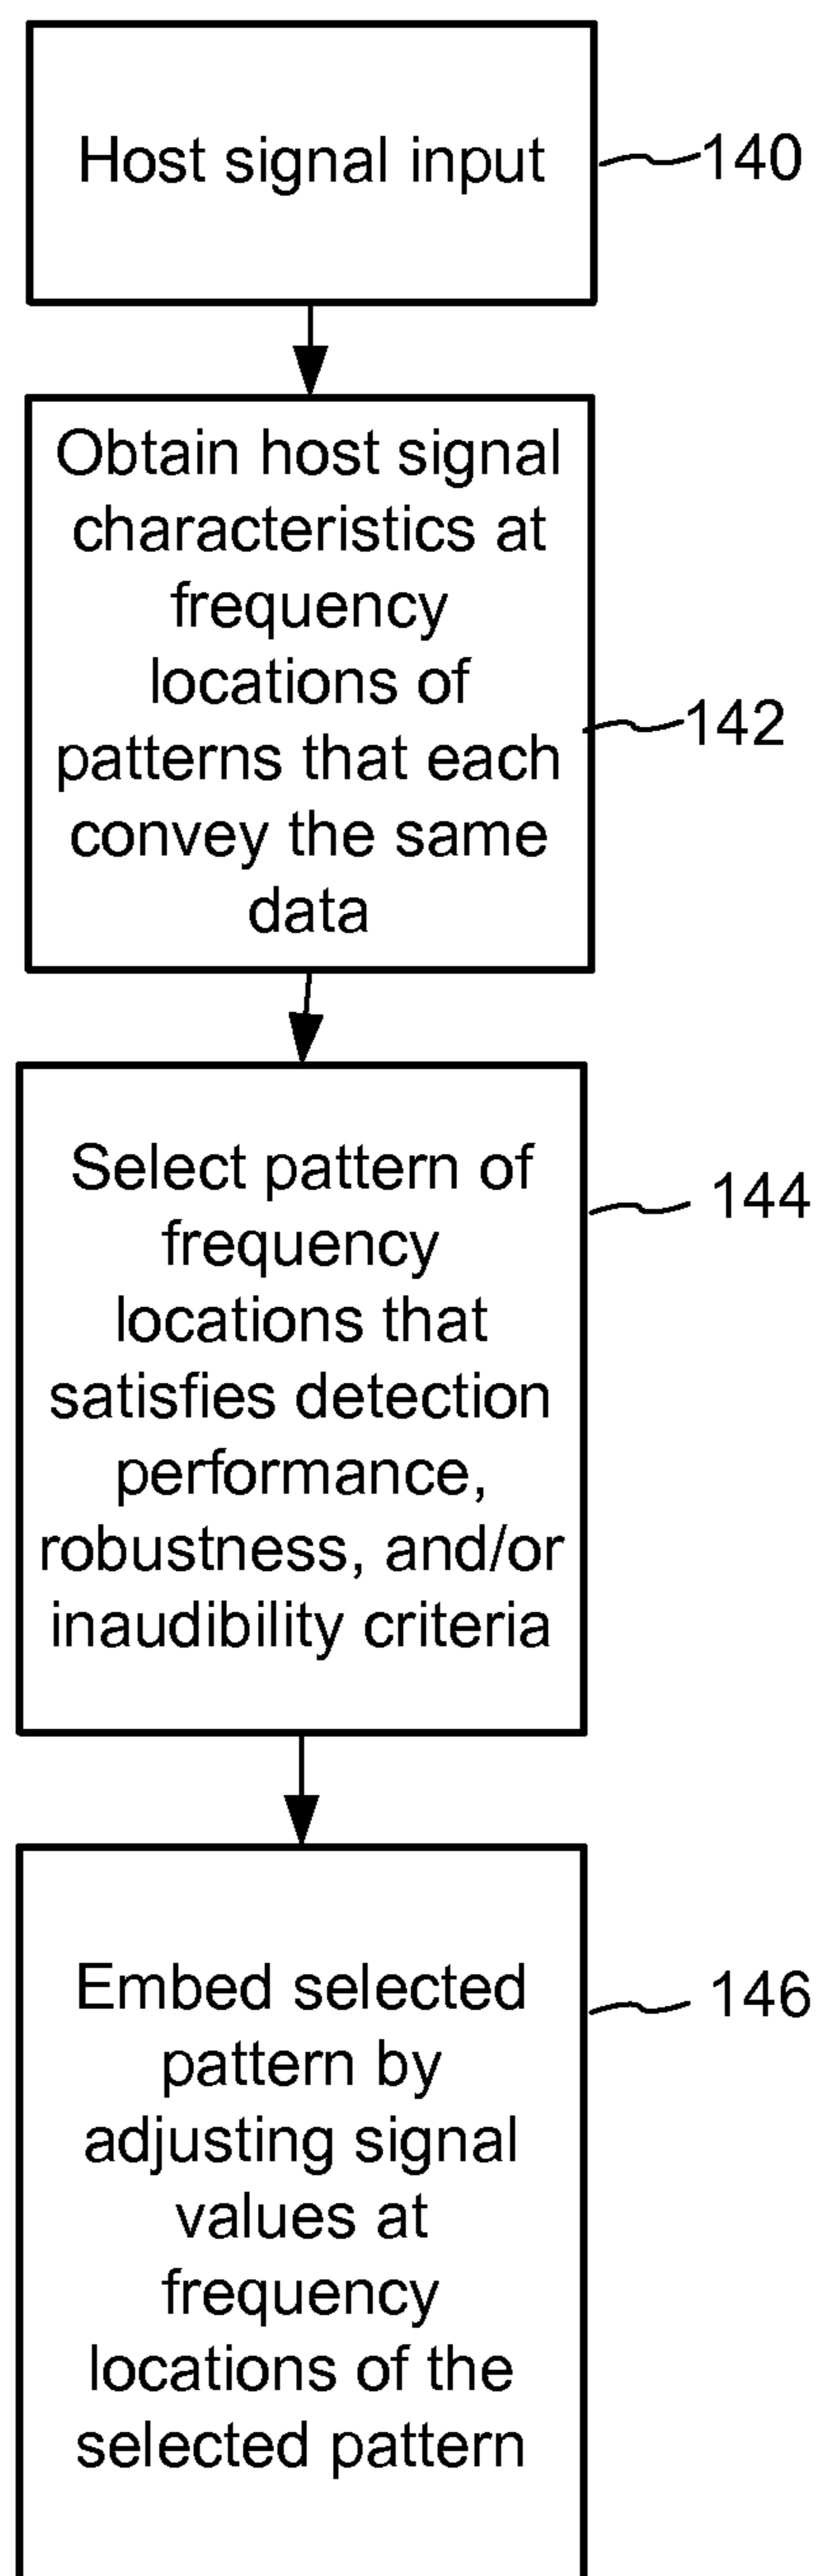 Host signal input
140
Obtain host signal
characteristics at
frequency
locations of
patterns that each
convey the same
data
142
Select pattern of
frequency
locations that
satisfies detection
performance,
robustness, and/or
inaudibility criteria
144
Embed selected
pattern by
adjusting signal
values at
frequency
locations of the
selected pattern
146